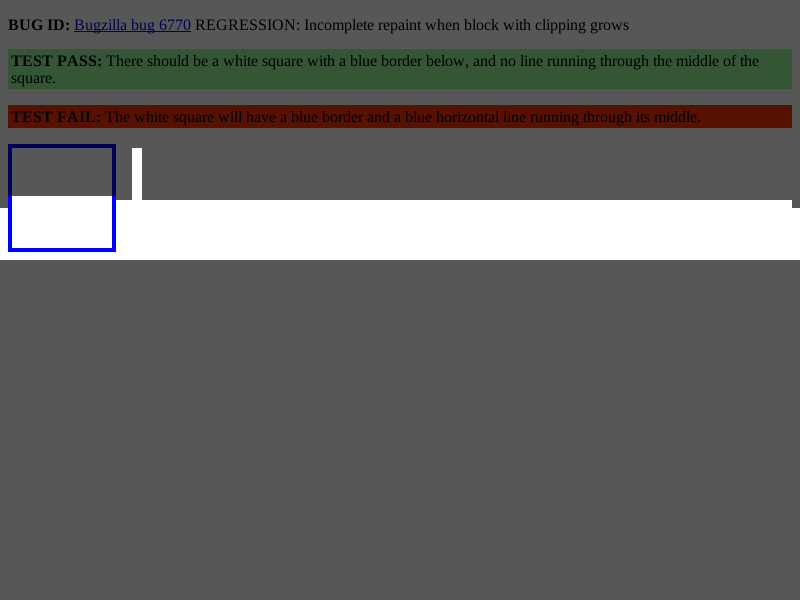 BUG ID: Bugzilla bug 6770 REGRESSION: Incomplete repaint when block with clipping grows
TEST PASS: There should be a white square with a blue border below, and no line running through the middle of the
square.
TEST FAIL: The white square will have a blue border and a blue horizontal line running through its middle.